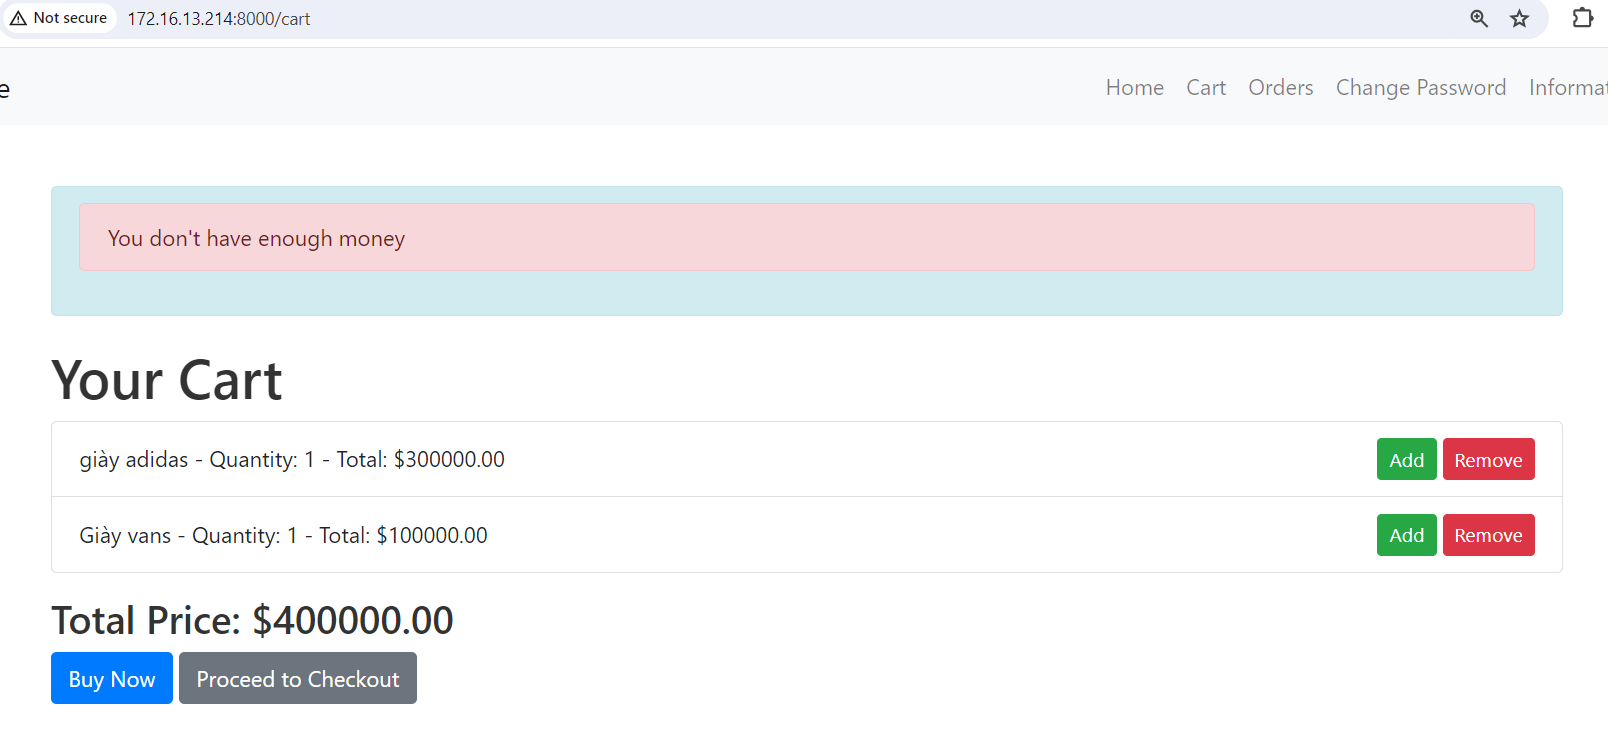 Not secure 172.16.13.214:8000/cart
e Home Cart Orders Change Password Informat
You don't have enough money
Your Cart
giày adidas - Quantity: 1 - Total: $300000.00 Add Remove
Giày vans - Quantity: 1 - Total: $100000.00 Add Remove
Total Price: $400000.00
Buy Now Proceed to Checkout